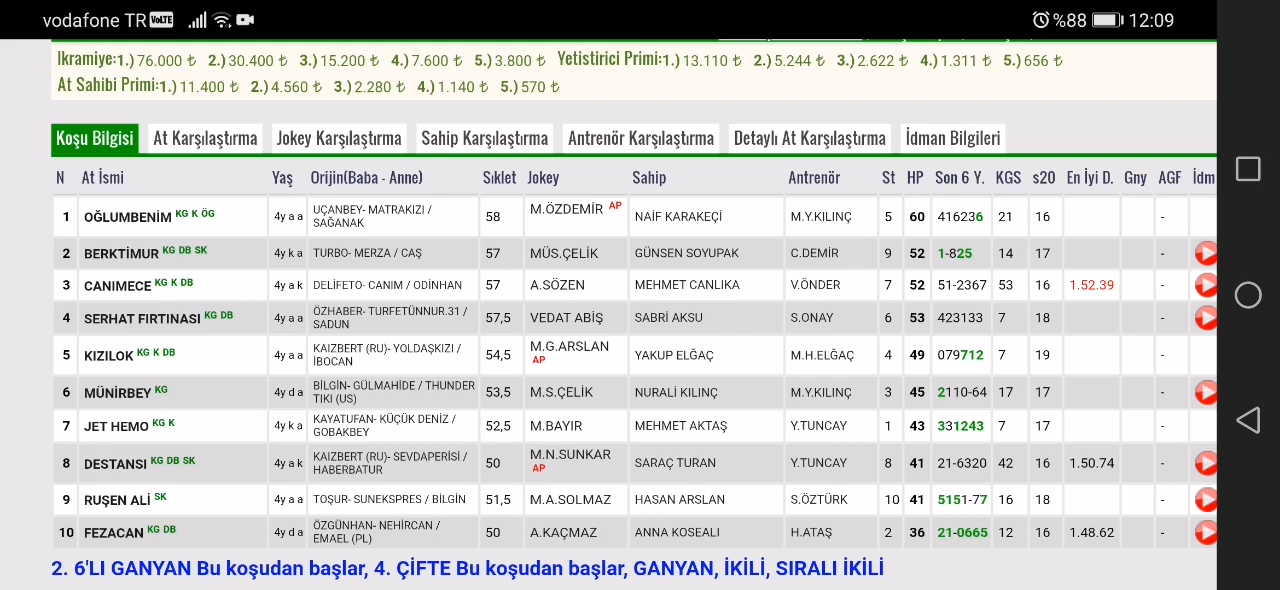 vodafone TR VoLTE %88 12:09
Ikramiye:1.) 76.000 ₺ 2.) 30.400 ₺ 3.) 15.200 ₺ 4.) 7.600 ₺ 5.) 3.800 ₺ Yetistirici Primi:1.) 13.110 ₺ 2.) 5.244 ₺ 3.) 2.622 ₺ 4.) 1.311 ₺ 5.) 656 ₺
At Sahibi Primi:1.) 11.400 ₺ 2.) 4.560 ₺ 3.) 2.280 ₺ 4.) 1.140 ₺ 5.) 570 ₺
Koşu Bilgisi At Karşılaştırma Jokey Karşılaştırma Sahip Karşılaştırma Antrenör Karşılaştırma Detaylı At Karşılaştırma İdman Bilgileri
N At İsmi Yaş Orijin(Baba - Anne) Sıklet Jokey Sahip Antrenör St HP Son 6 Y. KGS s20 En İyi D. Gny AGF İdm
1 OĞLUMBENİM KG K ÖG 4y a a UÇANBEY- MATRAKIZI / SAĞANAK 58 M.ÖZDEMİR AP NAİF KARAKEÇİ M.Y.KILINÇ 5 60 416236 21 16 -
2 BERKTİMUR KG DB SK 4y k a TURBO- MERZA / CAŞ 57 MÜS.ÇELİK GÜNSEN SOYUPAK C.DEMİR 9 52 1-825 14 17 -
3 CANIMECE KG K DB 4y a k DELİFETO- CANIM / ODİNHAN 57 A.SÖZEN MEHMET CANLIKA V.ÖNDER 7 52 51-2367 53 16 1.52.39 -
4 SERHAT FIRTINASI KG DB 4y a a ÖZHABER- TURFETÜNNUR.31 / SADUN 57,5 VEDAT ABİŞ SABRİ AKSU S.ONAY 6 53 423133 7 18 -
5 KIZILOK KG K DB 4y a a KAIZBERT (RU)- YOLDAŞKIZI / İBOCAN 54,5 M.G.ARSLAN AP YAKUP ELĞAÇ M.H.ELĞAÇ 4 49 079712 7 19 -
6 MÜNİRBEY KG 4y d a BİLGİN- GÜLMAHİDE / THUNDER TIKI (US) 53,5 M.S.ÇELİK NURALİ KILINÇ M.Y.KILINÇ 3 45 2110-64 17 17 -
7 JET HEMO KG K 4y k a KAYATUFAN- KÜÇÜK DENİZ / GOBAKBEY 52,5 M.BAYIR MEHMET AKTAŞ Y.TUNCAY 1 43 331243 7 17 -
8 DESTANSI KG DB SK 4y a k KAIZBERT (RU)- SEVDAPERİSİ / HABERBATUR 50 M.N.SUNKAR AP SARAÇ TURAN Y.TUNCAY 8 41 21-6320 42 16 1.50.74 -
9 RUŞEN ALİ SK 4y a a TOŞUR- SUNEKSPRES / BİLGİN 51,5 M.A.SOLMAZ HASAN ARSLAN S.ÖZTÜRK 10 41 5151-77 16 18 -
10 FEZACAN KG DB 4y d a ÖZGÜNHAN- NEHİRCAN / EMAEL (PL) 50 A.KAÇMAZ ANNA KOSEALI H.ATAŞ 2 36 21-0665 12 16 1.48.62 -
2. 6'LI GANYAN Bu koşudan başlar, 4. ÇİFTE Bu koşudan başlar, GANYAN, İKİLİ, SIRALI İKİLİ